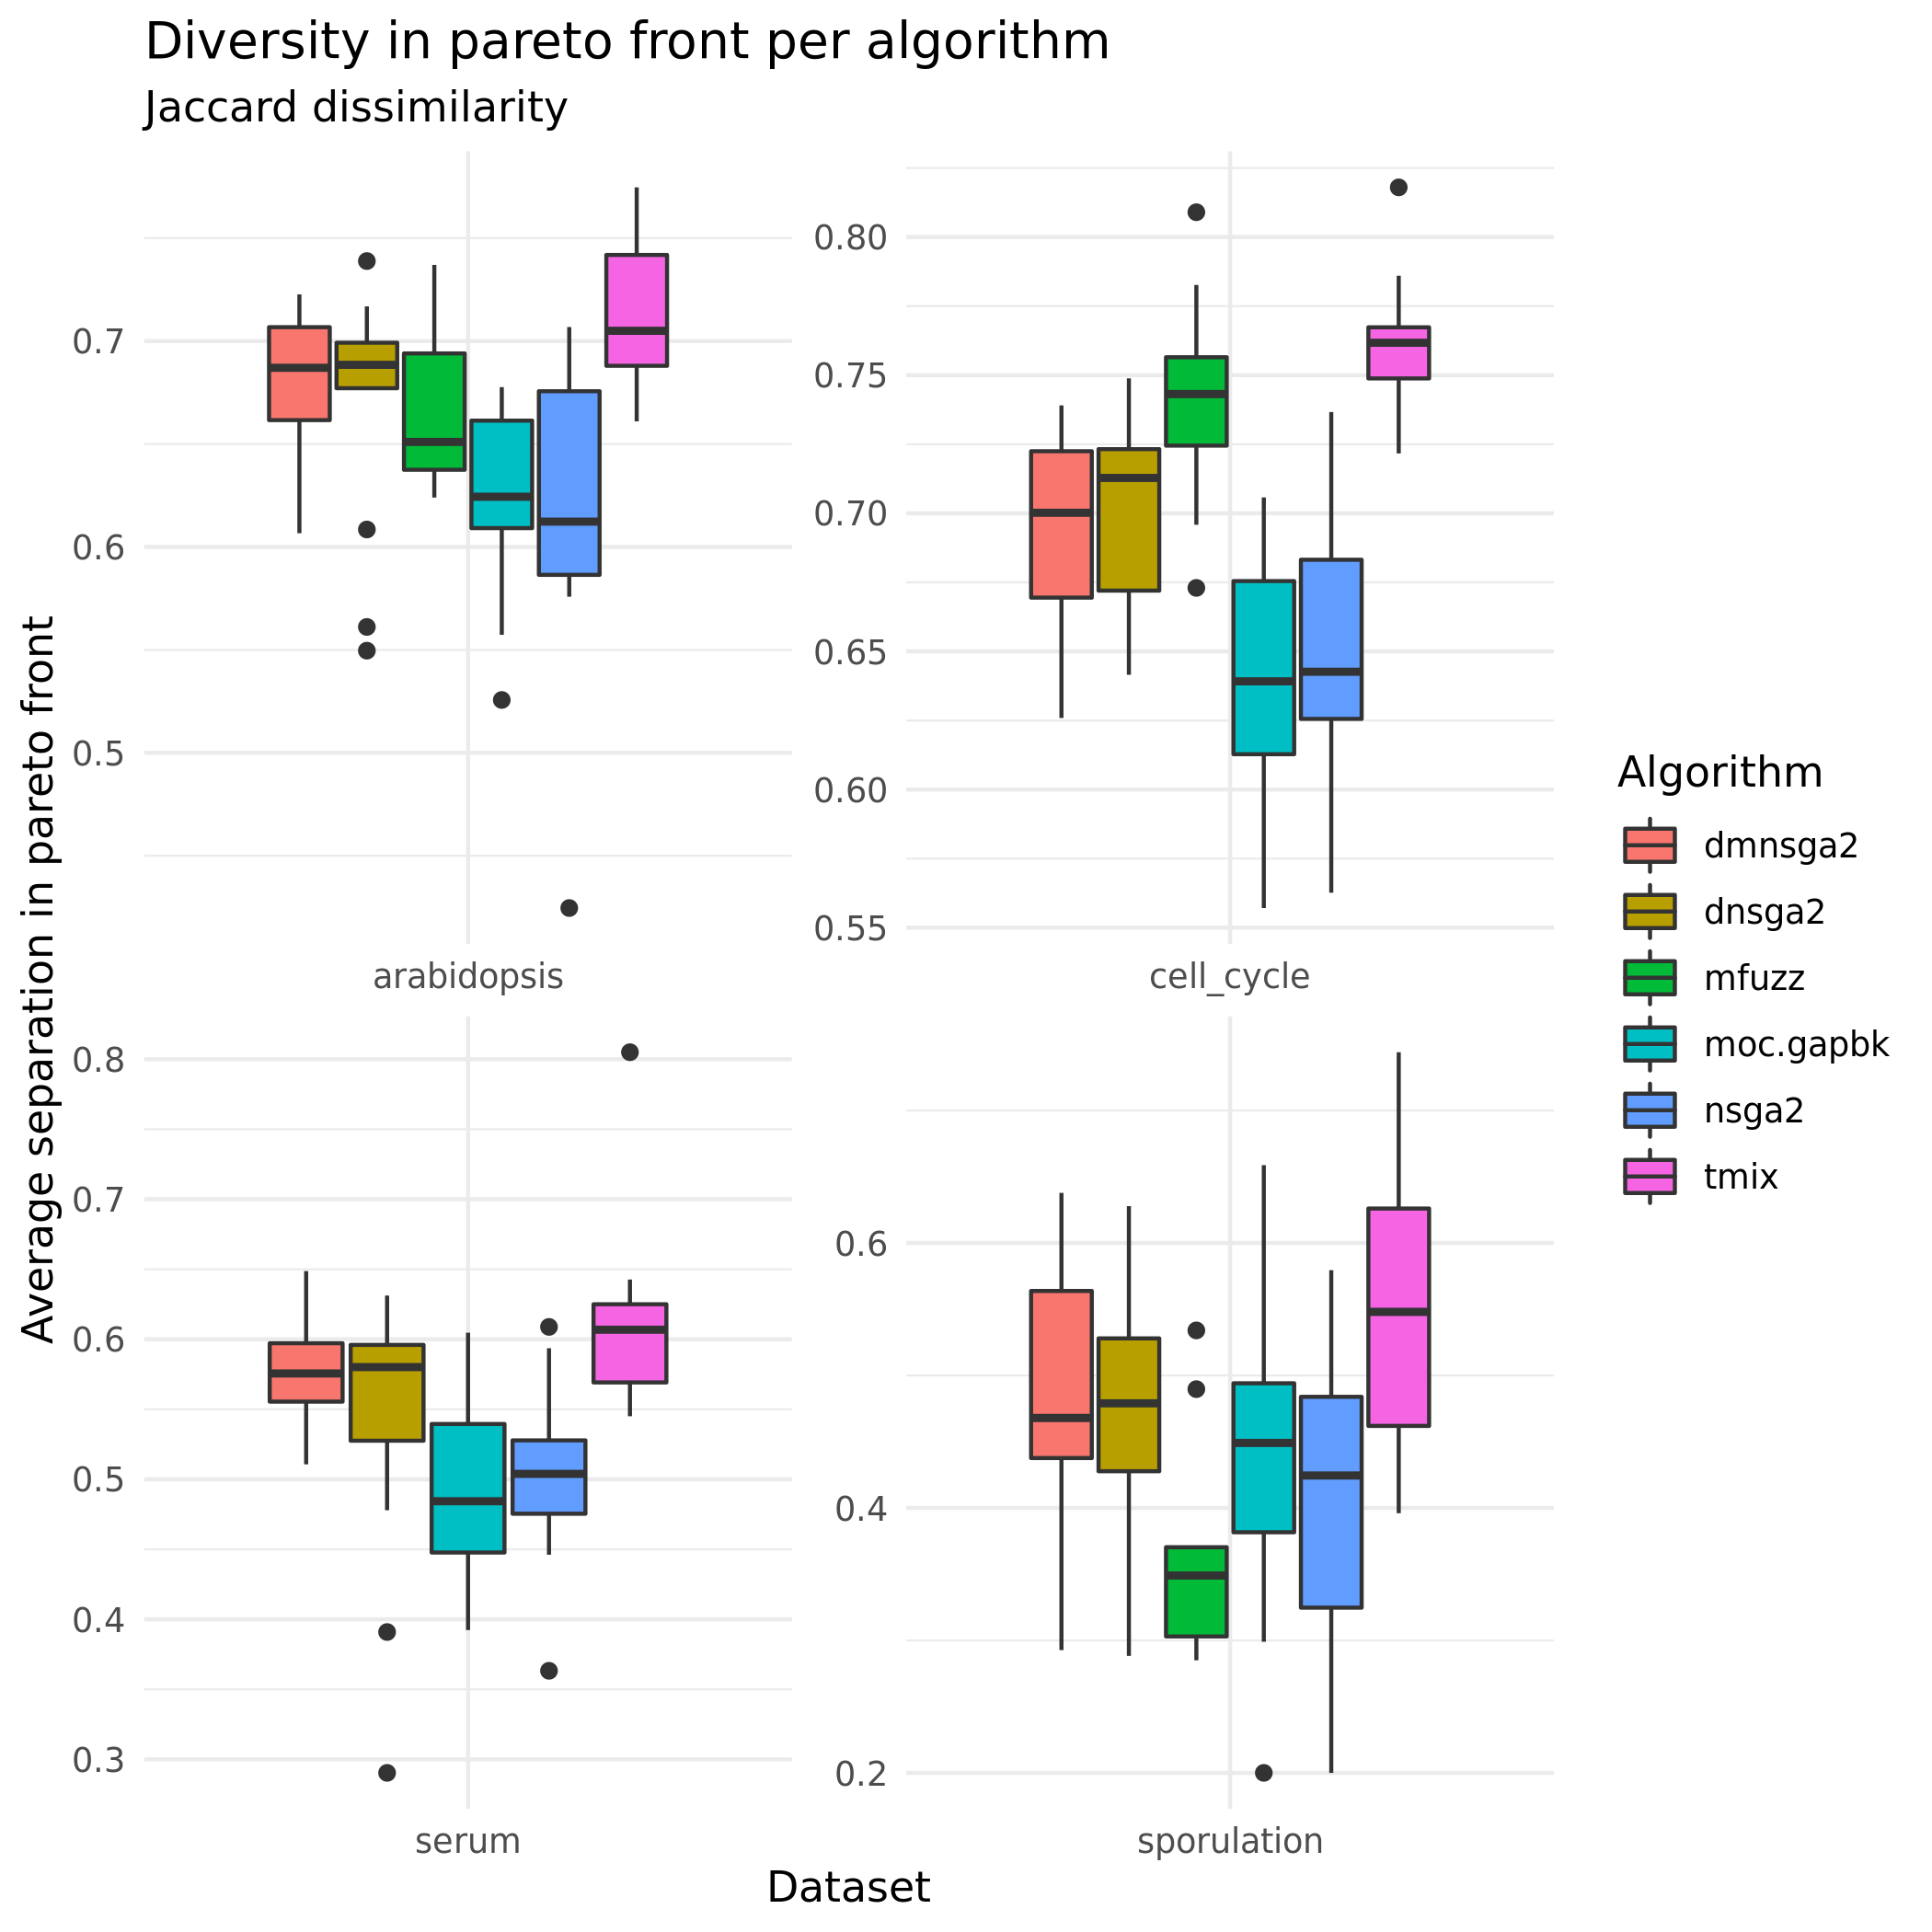 Diversity in pareto front per algorithm
Jaccard dissimilarity
Average separation in pareto front
0.7
0.6
0.5
arabidopsis
0.80
0.75
0.70
0.65
0.60
0.55
cell_cycle
0.8
0.7
0.6
0.5
0.4
0.3
serum
0.6
0.4
0.2
sporulation
Dataset
Algorithm
dmnsga2
dnsga2
mfuzz
moc.gapbk
nsga2
tmix